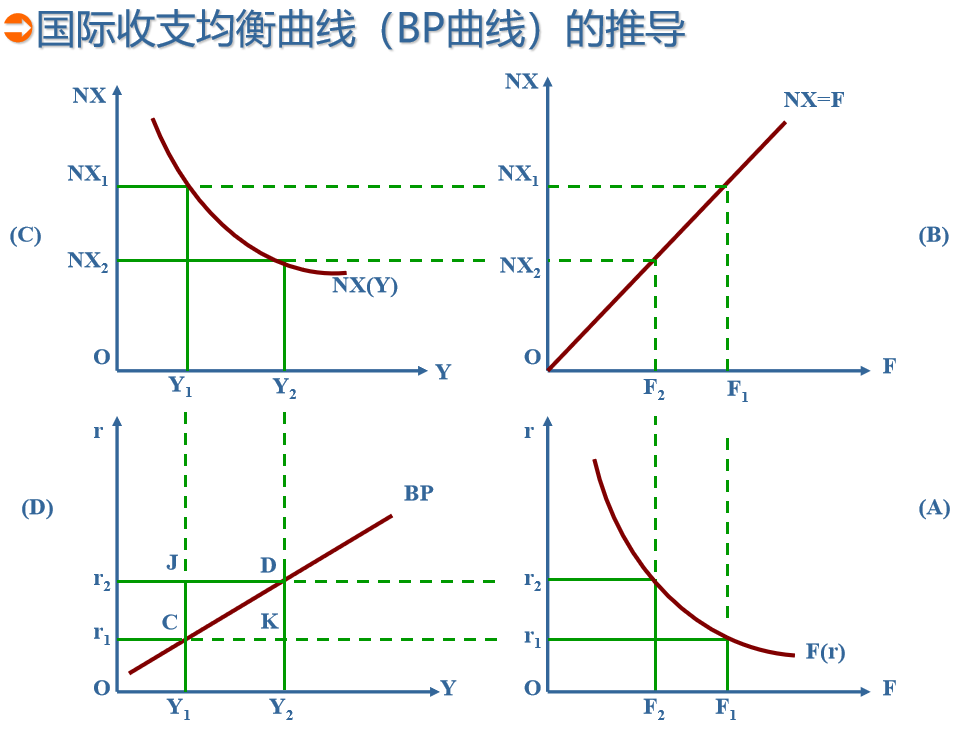 国际收支均衡曲线（BP曲线）的推导
NX
NX₁
(C)
NX₂
NX(Y)
O
Y₁
Y₂
Y
NX
NX=F
NX₁
(B)
NX₂
O
F₂
F₁
F
r
(D)
BP
J
D
r₂
C
K
r₁
O
Y₁
Y₂
Y
r
(A)
r₂
r₁
F(r)
O
F₂
F₁
F